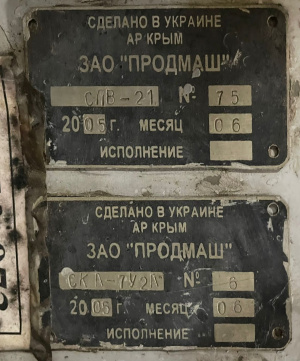 СДЕЛАНО В УКРАИНЕ
АР КРЫМ
ЗАО "ПРОДМАШ"
СПВ-21 № 75
2005 г. МЕСЯЦ 06
ИСПОЛНЕНИЕ
СДЕЛАНО В УКРАИНЕ
АР КРЫМ
ЗАО "ПРОДМАШ"
№ 6
2005 г. МЕСЯЦ 06
ИСПОЛНЕНИЕ